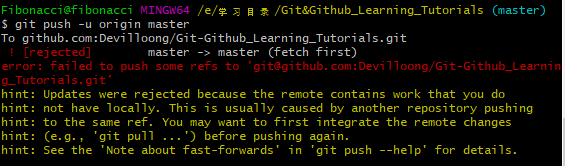 Fibonacci@fibonacci MINGW64 /e/学习目录/Git&Github_Learning_Tutorials (master)
$ git push -u origin master
To github.com:Devilloong/Git-Github_Learning_Tutorials.git
 ! [rejected]        master -> master (fetch first)
error: failed to push some refs to 'git@github.com:Devilloong/Git-Github_Learnin
g_Tutorials.git'
hint: Updates were rejected because the remote contains work that you do
hint: not have locally. This is usually caused by another repository pushing
hint: to the same ref. You may want to first integrate the remote changes
hint: (e.g., 'git pull ...') before pushing again.
hint: See the 'Note about fast-forwards' in 'git push --help' for details.